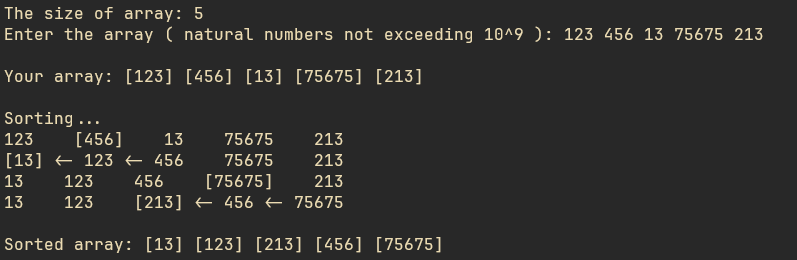 The size of array: 5
Enter the array ( natural numbers not exceeding 10^9 ): 123 456 13 75675 213
Your array: [123] [456] [13] [75675] [213]
Sorting...
123    [456]    13    75675    213
[13] <- 123 <- 456    75675    213
13    123    456    [75675]    213
13    123    [213] <- 456 <- 75675
Sorted array: [13] [123] [213] [456] [75675]